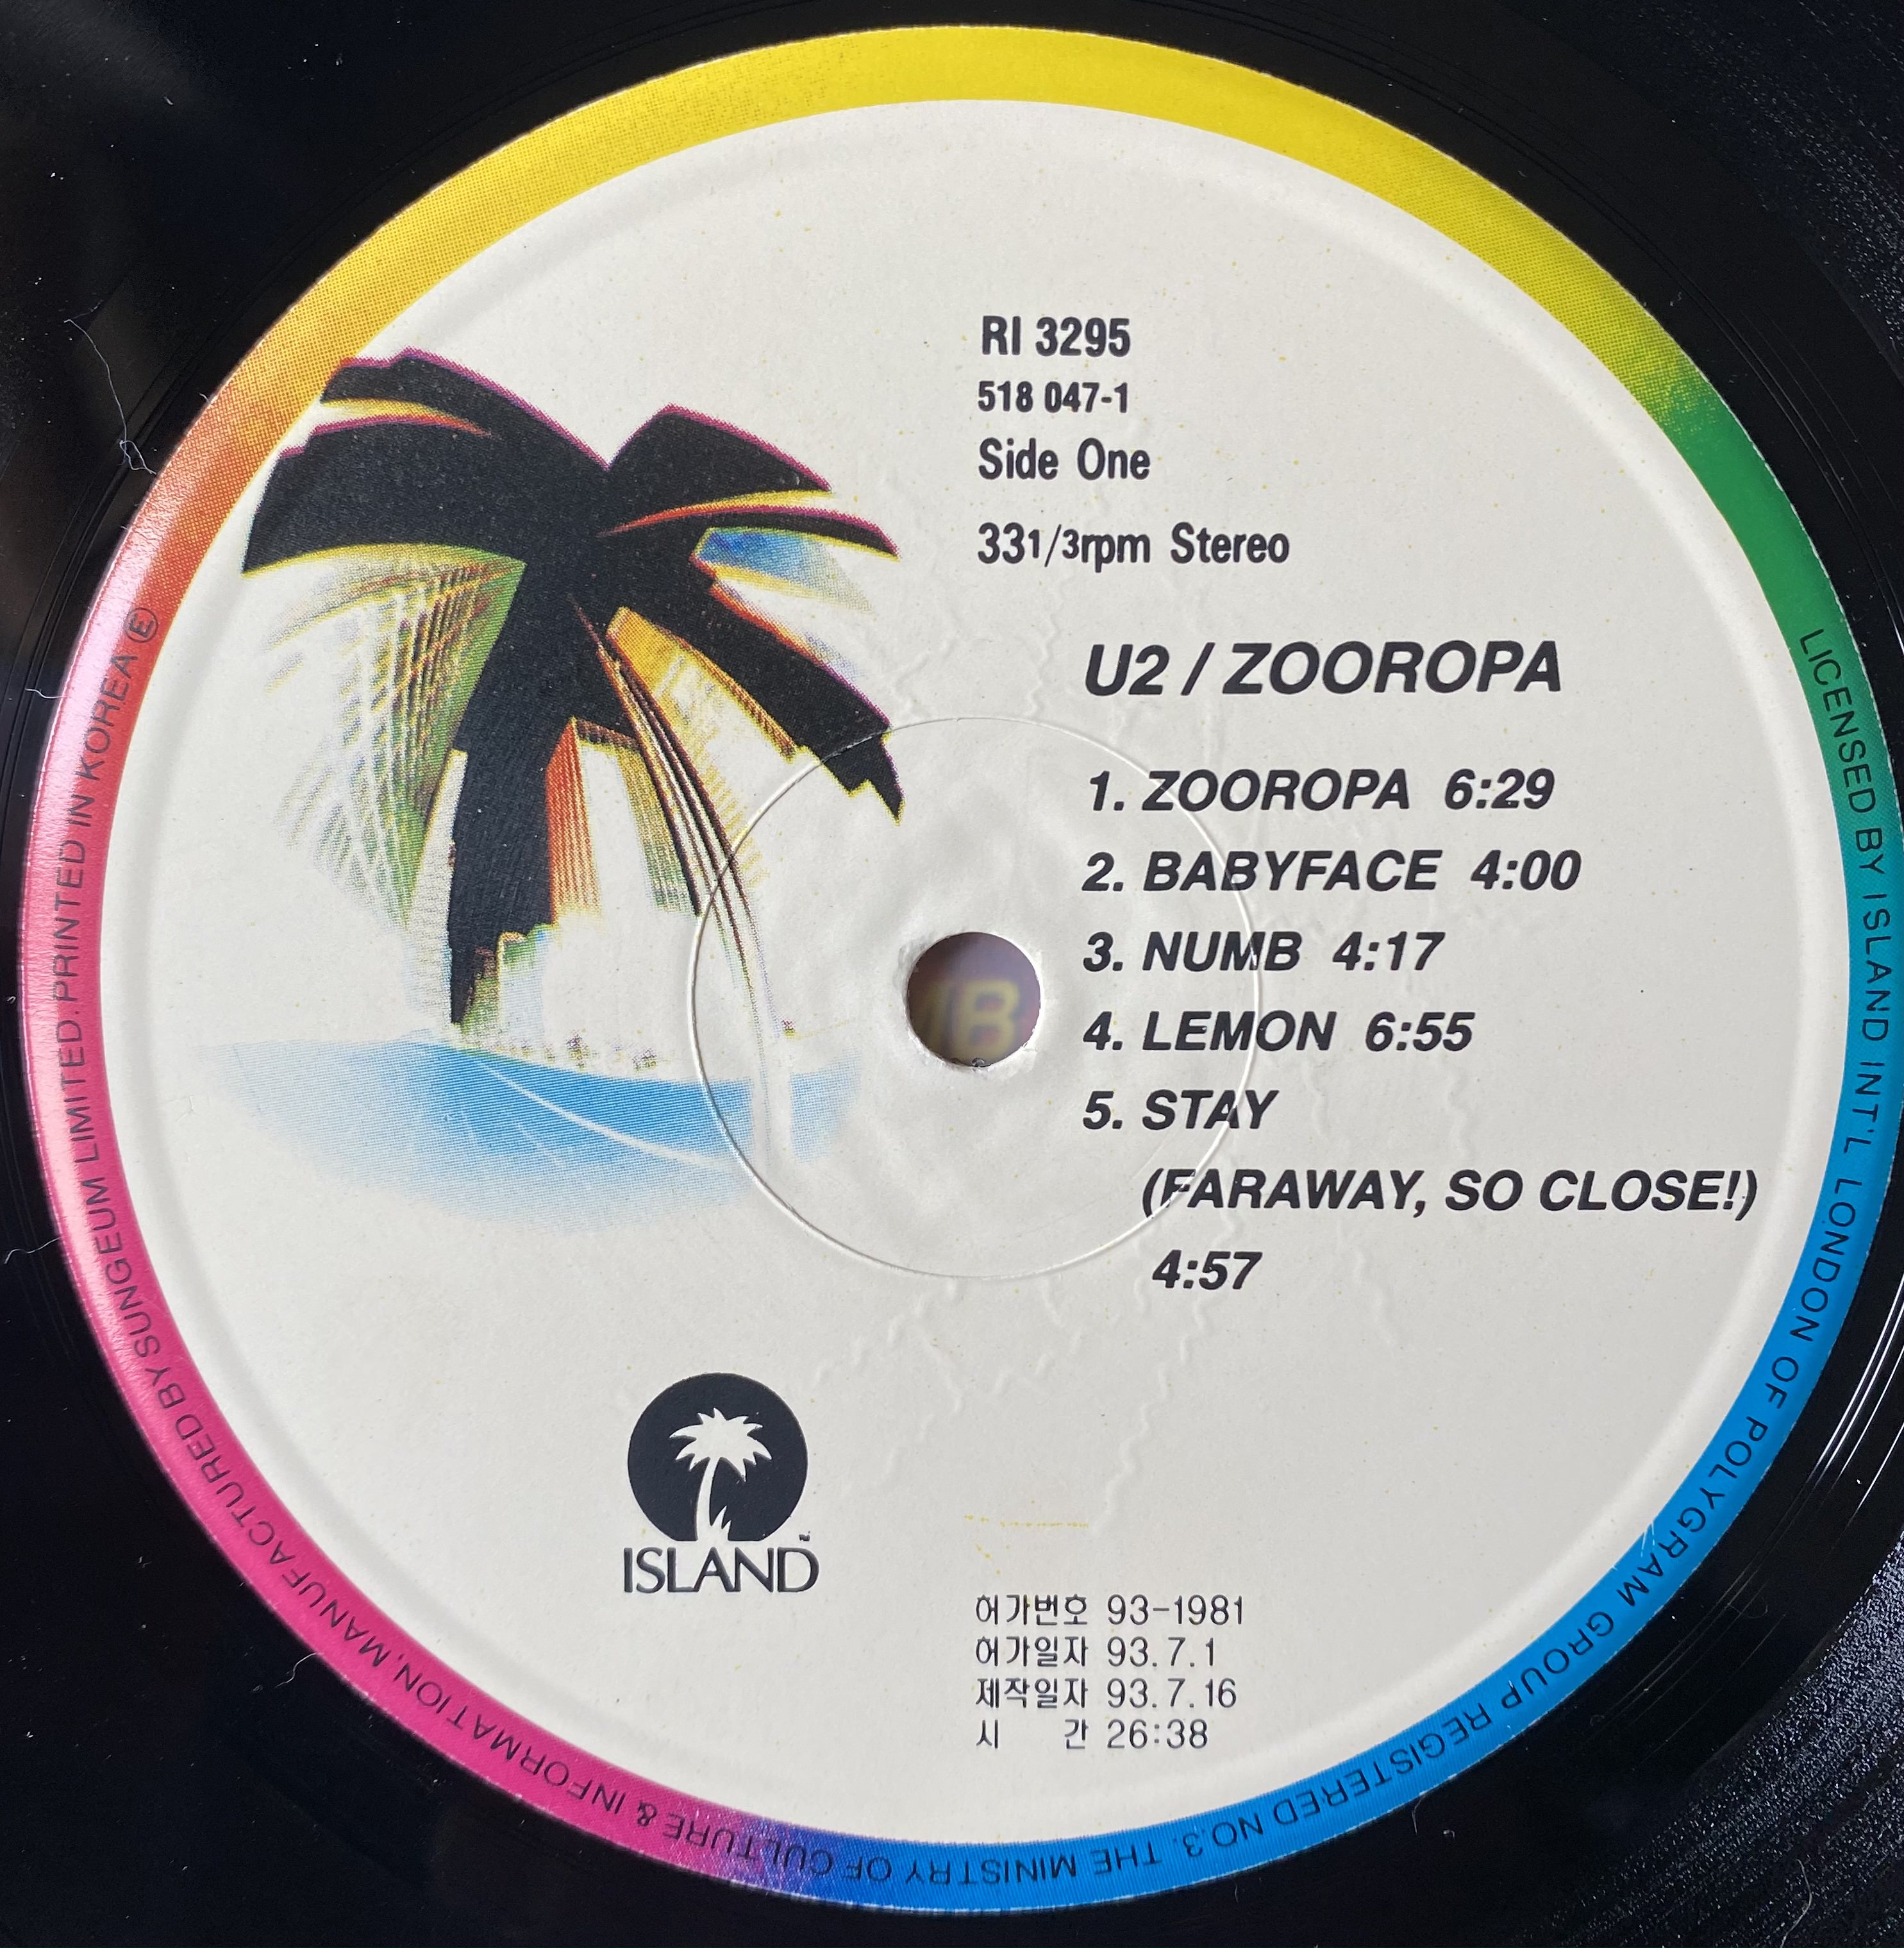 RI 3295
518 047-1
Side One
33 1/3rpm Stereo
U2 / ZOOROPA
1. ZOOROPA 6:29
2. BABYFACE 4:00
3. NUMB 4:17
4. LEMON 6:55
5. STAY
(FARAWAY, SO CLOSE!)
4:57
ISLAND
허가번호 93-1981
허가일자 93.7.1
제작일자 93.7.16
시 간 26:38
LICENSED BY ISLAND INT'L LONDON OF POLYGRAM GROUP REGISTERED NO.3. THE MINISTRY OF CULTURE & INFORMATION, MANUFACTURED BY SUNGEUM LIMITED. PRINTED IN KOREA Ⓔ